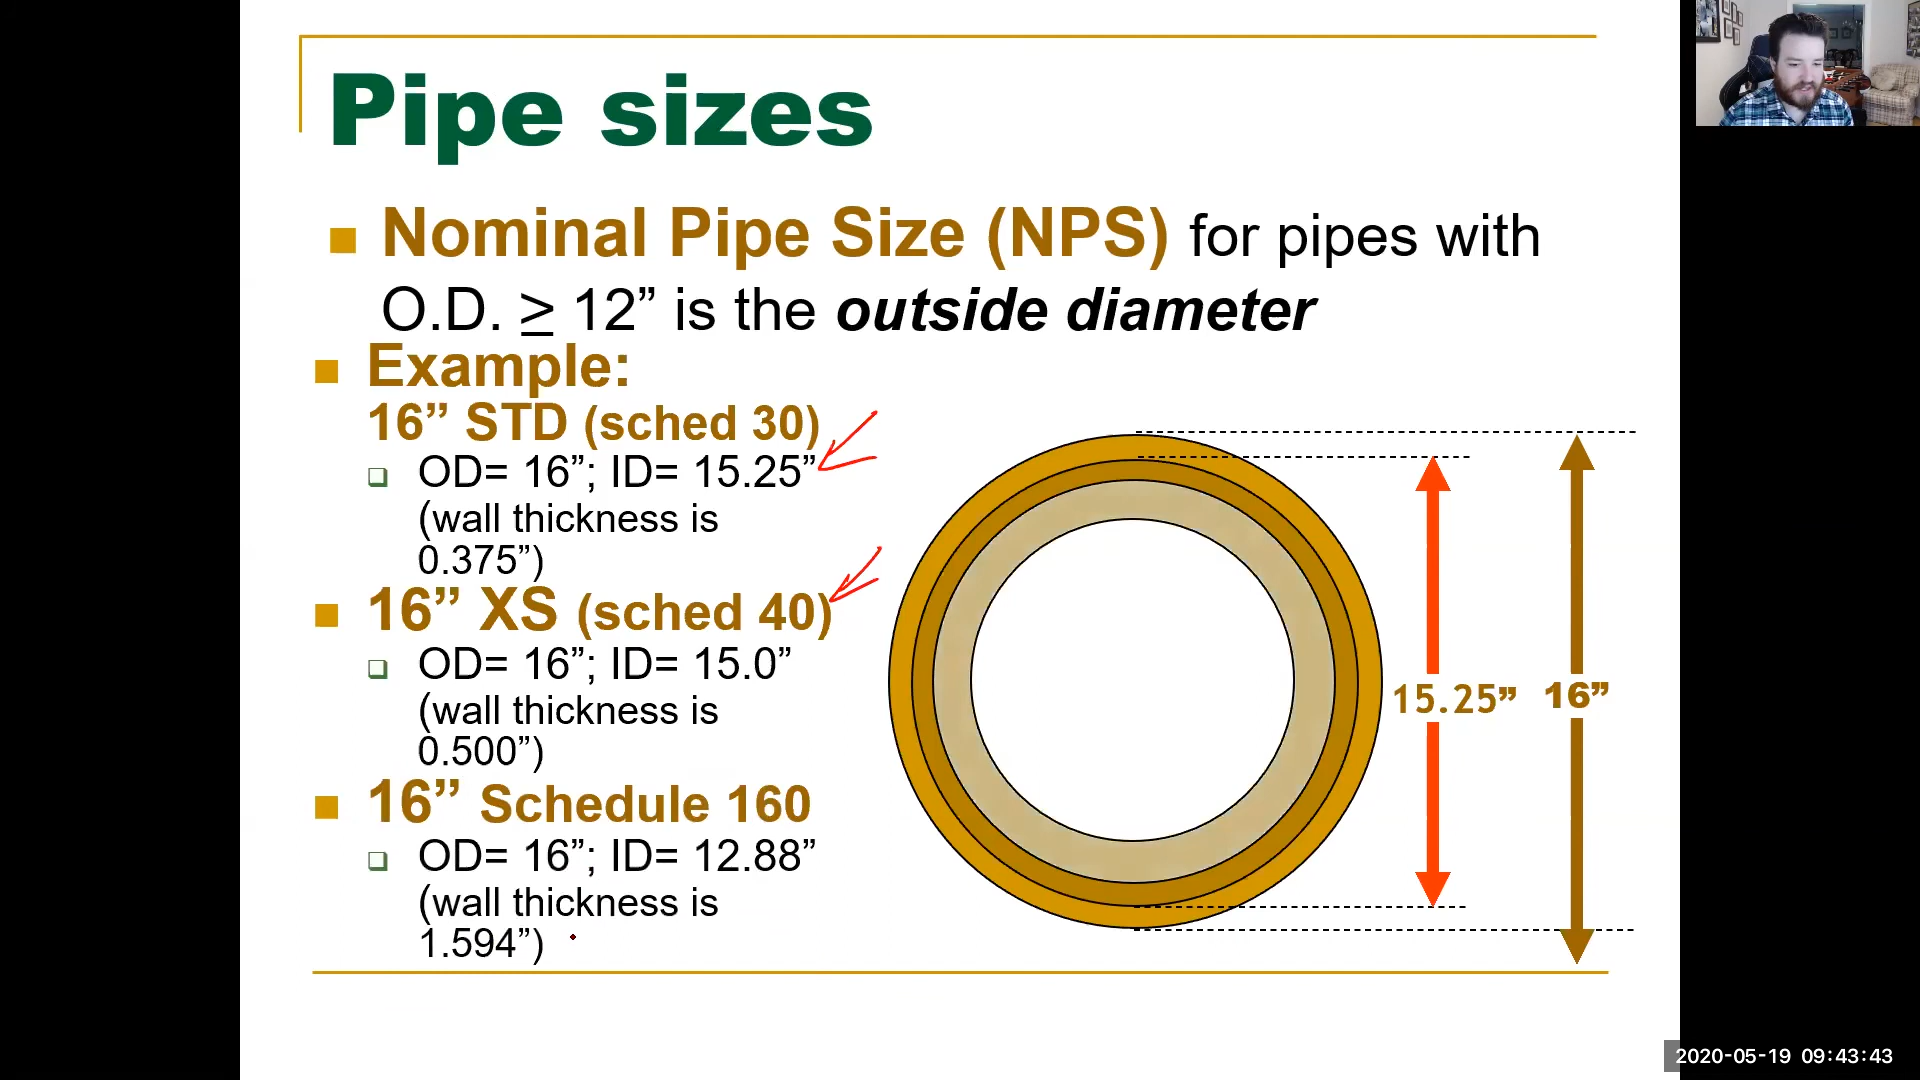 Pipe sizes
Nominal Pipe Size (NPS) for pipes with
O.D. ≥ 12” is the outside diameter
Example:
16” STD (sched 30)
OD= 16”; ID= 15.25”
(wall thickness is
0.375”)
16” XS (sched 40)
OD= 16”; ID= 15.0”
(wall thickness is
0.500”)
16” Schedule 160
OD= 16”; ID= 12.88”
(wall thickness is
1.594”)
15.25” 16”
2020-05-19 09:43:43